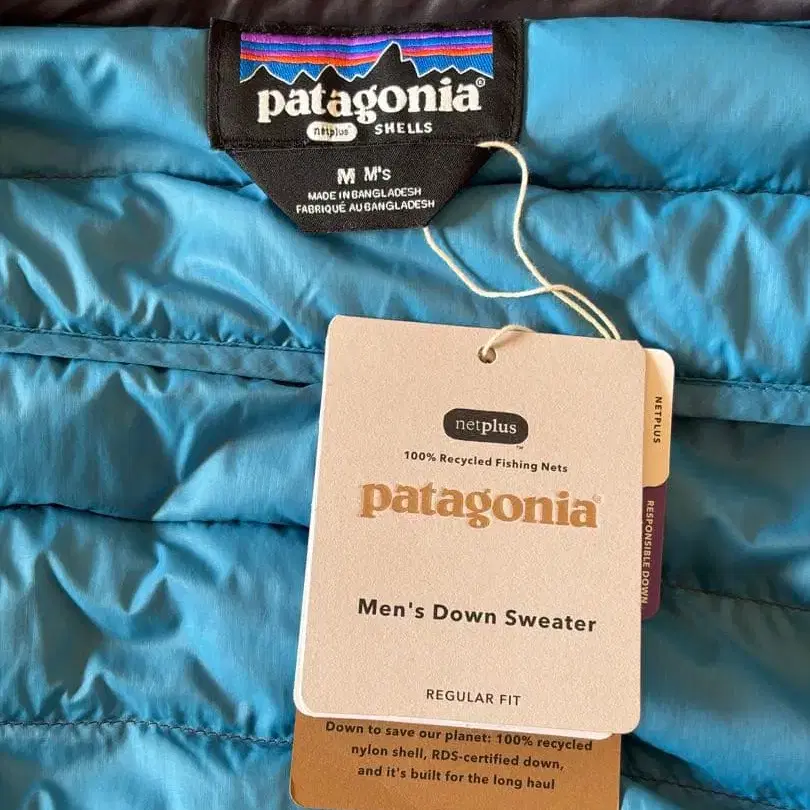 patagonia®
netplus® SHELLS
M M's
MADE IN BANGLADESH
FABRIQUÉ AU BANGLADESH
netplus™
100% Recycled Fishing Nets
patagonia®
Men's Down Sweater
REGULAR FIT
NETPLUS
RESPONSIBLE DOWN
Down to save our planet: 100% recycled
nylon shell, RDS-certified down,
and it's built for the long haul